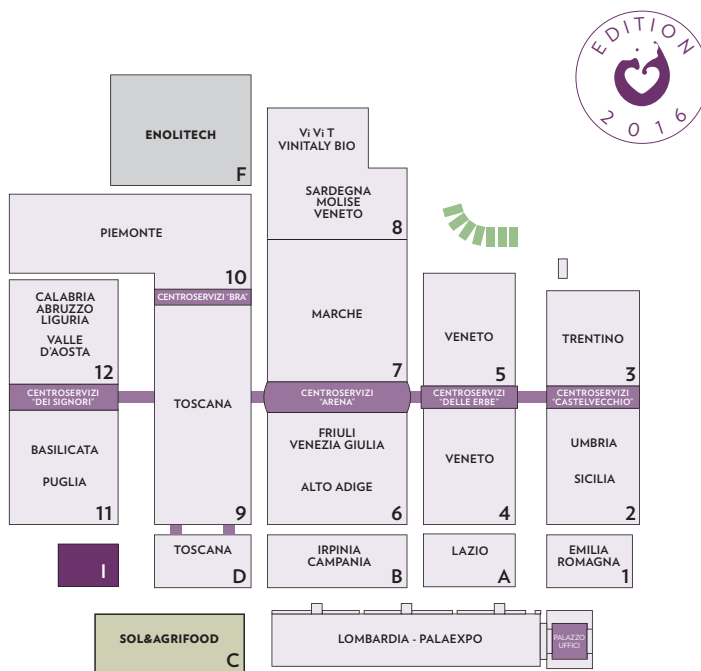 EDITION
2016
ENOLITECH
F
Vi Vi T
VINITALY BIO
SARDEGNA
MOLISE
VENETO
8
PIEMONTE
10
CENTROSERVIZI "BRA"
CALABRIA
ABRUZZO
LIGURIA
VALLE
D'AOSTA
12
MARCHE
7
VENETO
5
TRENTINO
3
CENTROSERVIZI
"DEI SIGNORI"
TOSCANA
9
CENTROSERVIZI
"ARENA"
CENTROSERVIZI
"DELLE ERBE"
CENTROSERVIZI
"CASTELVECCHIO"
BASILICATA
PUGLIA
11
FRIULI
VENEZIA GIULIA
ALTO ADIGE
6
VENETO
4
UMBRIA
SICILIA
2
I
TOSCANA
D
IRPINIA
CAMPANIA
B
LAZIO
A
EMILIA
ROMAGNA
1
SOL&AGRIFOOD
C
LOMBARDIA - PALAEXPO
PALAZZO
UFFICI